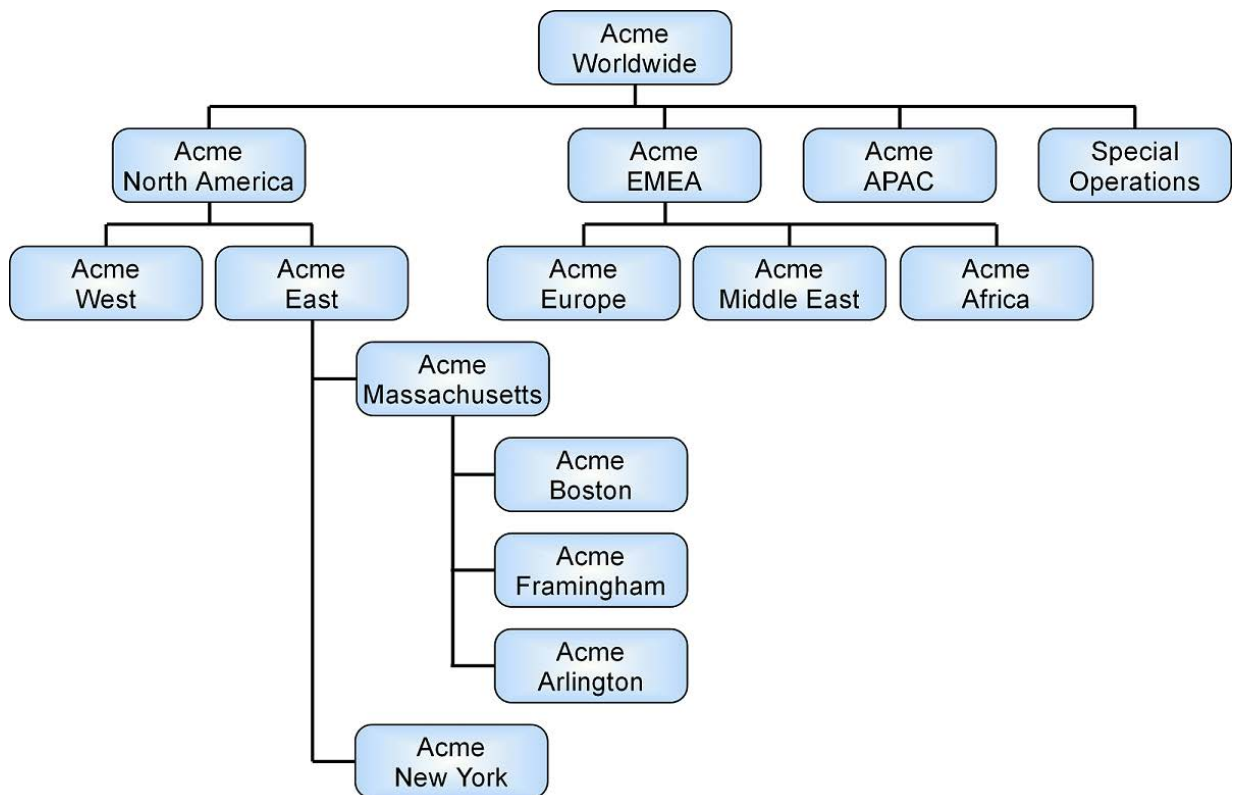 Acme
Worldwide
Acme
North America
Acme
EMEA
Acme
APAC
Special
Operations
Acme
West
Acme
East
Acme
Europe
Acme
Middle East
Acme
Africa
Acme
Massachusetts
Acme
Boston
Acme
Framingham
Acme
Arlington
Acme
New York